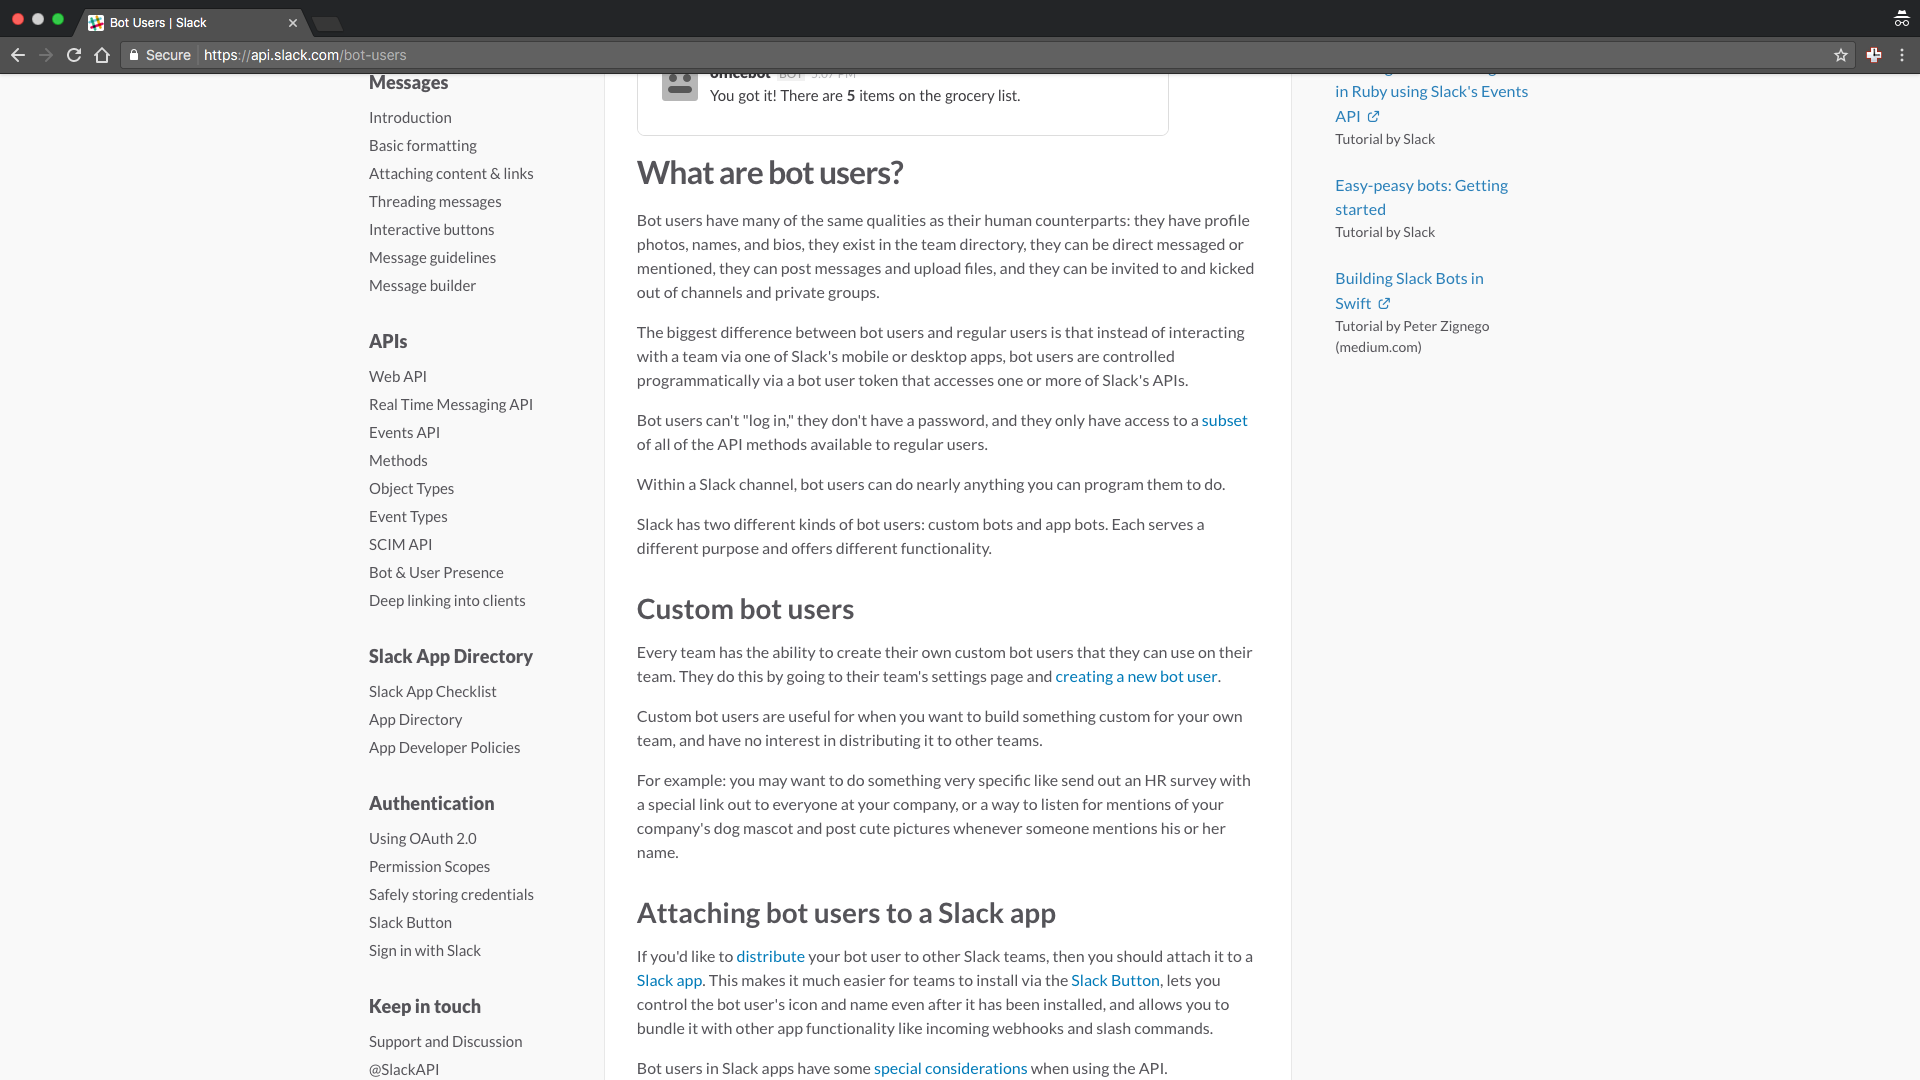 Bot Users | Slack
Secure
https://api.slack.com/bot-users
Messages
Introduction
Basic formatting
Attaching content & links
Threading messages
Interactive buttons
Message guidelines
Message builder
APIs
Web API
Real Time Messaging API
Events API
Methods
Object Types
Event Types
SCIM API
Bot & User Presence
Deep linking into clients
Slack App Directory
Slack App Checklist
App Directory
App Developer Policies
Authentication
Using OAuth 2.0
Permission Scopes
Safely storing credentials
Slack Button
Sign in with Slack
Keep in touch
Support and Discussion
@SlackAPI
officebot BOT 5:07 PM
You got it! There are 5 items on the grocery list.
What are bot users?
Bot users have many of the same qualities as their human counterparts: they have profile
photos, names, and bios, they exist in the team directory, they can be direct messaged or
mentioned, they can post messages and upload files, and they can be invited to and kicked
out of channels and private groups.
The biggest difference between bot users and regular users is that instead of interacting
with a team via one of Slack's mobile or desktop apps, bot users are controlled
programmatically via a bot user token that accesses one or more of Slack's APIs.
Bot users can't "log in," they don't have a password, and they only have access to a subset
of all of the API methods available to regular users.
Within a Slack channel, bot users can do nearly anything you can program them to do.
Slack has two different kinds of bot users: custom bots and app bots. Each serves a
different purpose and offers different functionality.
Custom bot users
Every team has the ability to create their own custom bot users that they can use on their
team. They do this by going to their team's settings page and creating a new bot user.
Custom bot users are useful for when you want to build something custom for your own
team, and have no interest in distributing it to other teams.
For example: you may want to do something very specific like send out an HR survey with
a special link out to everyone at your company, or a way to listen for mentions of your
company's dog mascot and post cute pictures whenever someone mentions his or her
name.
Attaching bot users to a Slack app
If you'd like to distribute your bot user to other Slack teams, then you should attach it to a
Slack app. This makes it much easier for teams to install via the Slack Button, lets you
control the bot user's icon and name even after it has been installed, and allows you to
bundle it with other app functionality like incoming webhooks and slash commands.
Bot users in Slack apps have some special considerations when using the API.
in Ruby using Slack's Events
API
Tutorial by Slack
Easy-peasy bots: Getting
started
Tutorial by Slack
Building Slack Bots in
Swift
Tutorial by Peter Zignego
(medium.com)